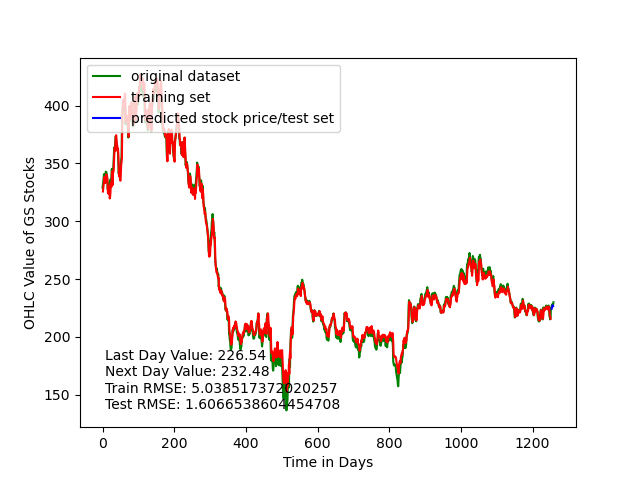 original dataset
training set
predicted stock price/test set
400
350
300
250
200
150
OHLC Value of GS Stocks
Last Day Value: 226.54
Next Day Value: 232.48
Train RMSE: 5.038517372020257
Test RMSE: 1.6066538604454708
0 200 400 600 800 1000 1200
Time in Days